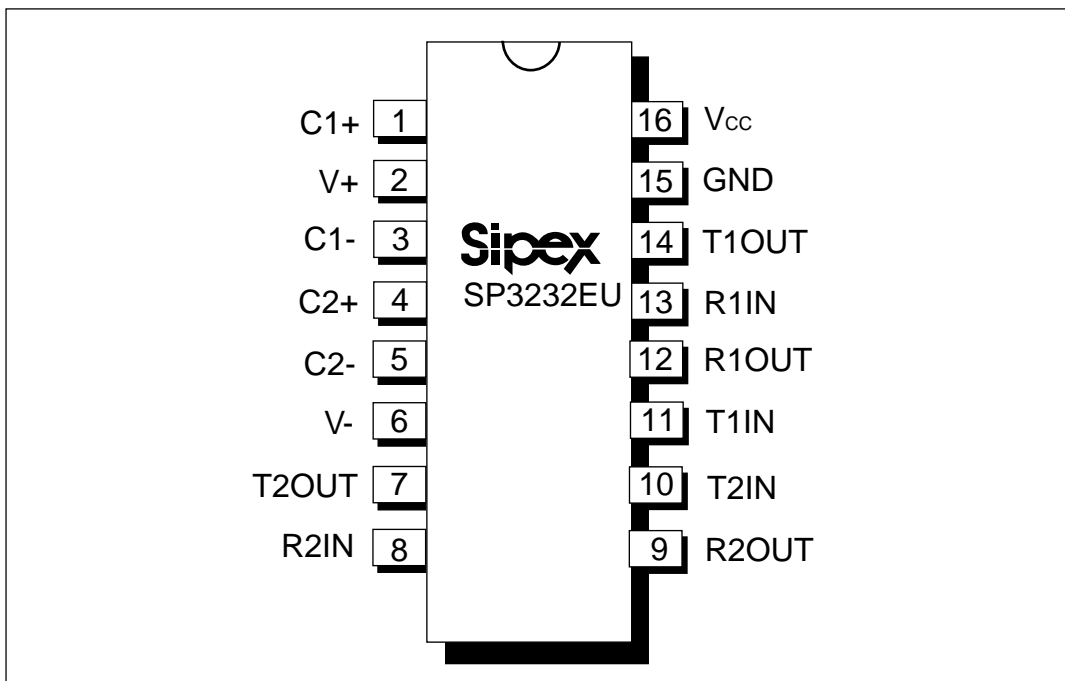 C1+ 1 16 Vcc
V+ 2 15 GND
C1- 3 14 T1OUT
Sipex
C2+ 4 SP3232EU 13 R1IN
C2- 5 12 R1OUT
V- 6 11 T1IN
T2OUT 7 10 T2IN
R2IN 8 9 R2OUT